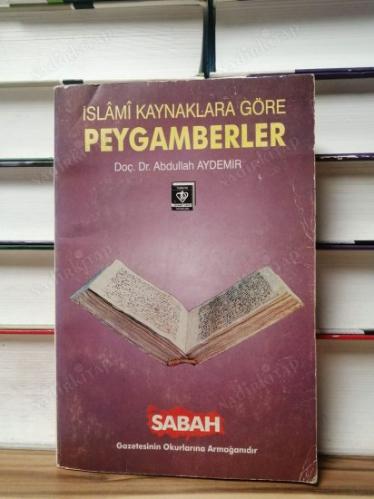 İSLÂMÎ KAYNAKLARA GÖRE
PEYGAMBERLER
Doç. Dr. Abdullah AYDEMİR
SABAH
Gazetesinin Okurlarına Armağanıdır